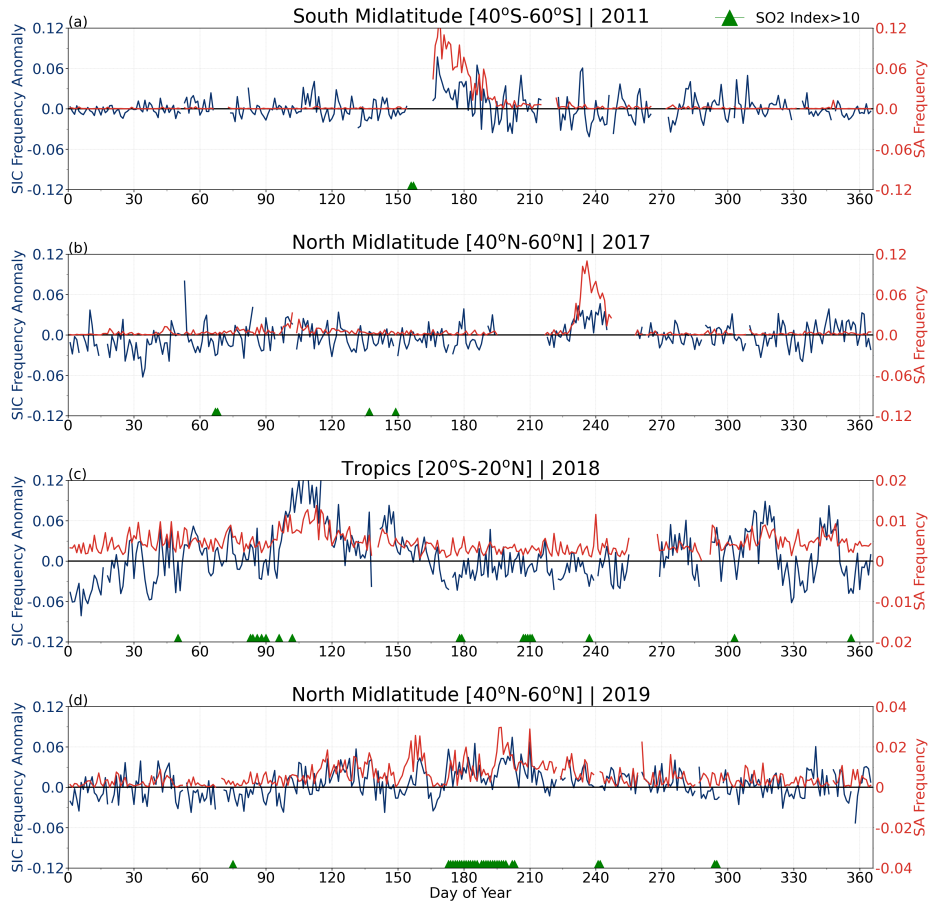 South Midlatitude [40°S-60°S] | 2011
SO2 Index>10
(a)
SIC Frequency Anomaly
0.12
0.06
0.0
-0.06
-0.12
0.12
0.06
0.0
-0.06
-0.12
SA Frequency
0 30 60 90 120 150 180 210 240 270 300 330 360
North Midlatitude [40°N-60°N] | 2017
(b)
SIC Frequency Anomaly
0.12
0.06
0.0
-0.06
-0.12
0.12
0.06
0.0
-0.06
-0.12
SA Frequency
0 30 60 90 120 150 180 210 240 270 300 330 360
Tropics [20°S-20°N] | 2018
(c)
SIC Frequency Anomaly
0.12
0.06
0.0
-0.06
-0.12
0.02
0.01
0
-0.01
-0.02
SA Frequency
0 30 60 90 120 150 180 210 240 270 300 330 360
North Midlatitude [40°N-60°N] | 2019
(d)
SIC Frequency Anomaly
0.12
0.06
0.0
-0.06
-0.12
0.04
0.02
0
-0.02
-0.04
SA Frequency
0 30 60 90 120 150 180 210 240 270 300 330 360
Day of Year